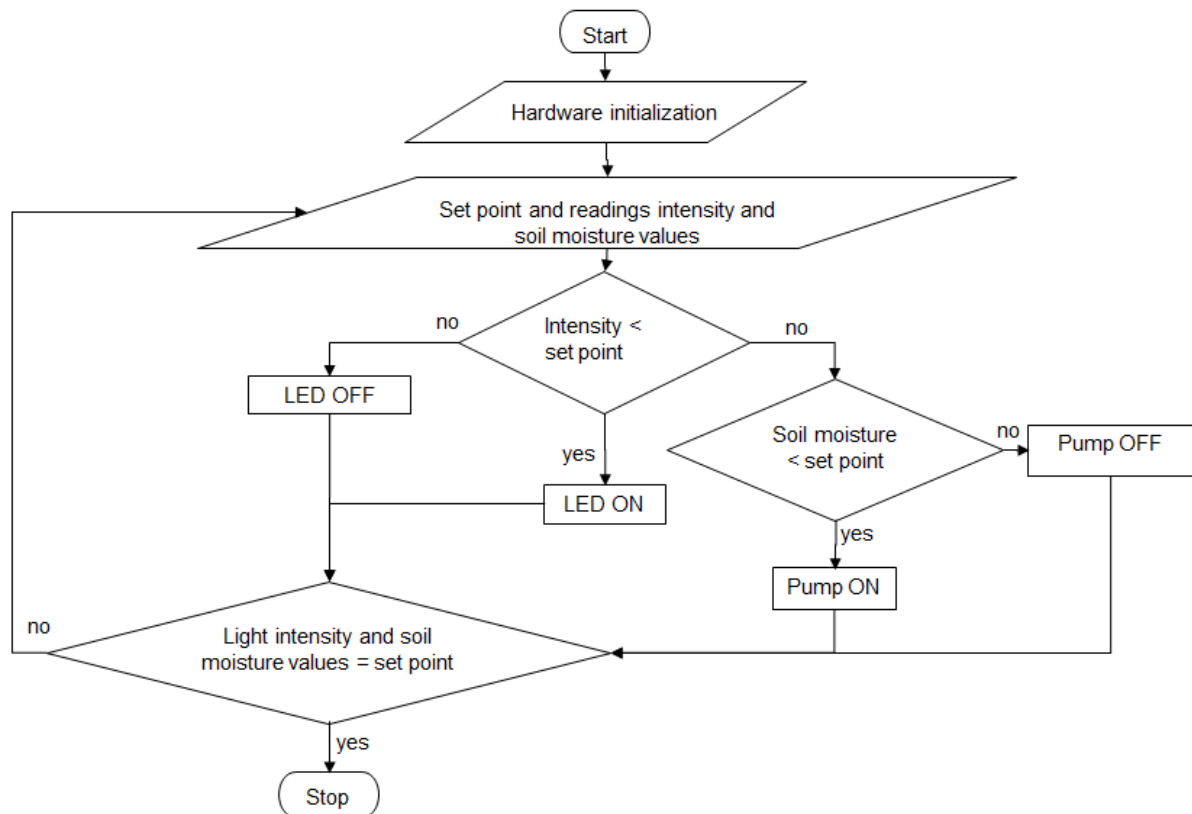 Start
Hardware initialization
Set point and readings intensity and
soil moisture values
no
Intensity <
set point
no
LED OFF
yes
LED ON
Soil moisture
< set point
no
Pump OFF
yes
Pump ON
no
Light intensity and soil
moisture values = set point
yes
Stop